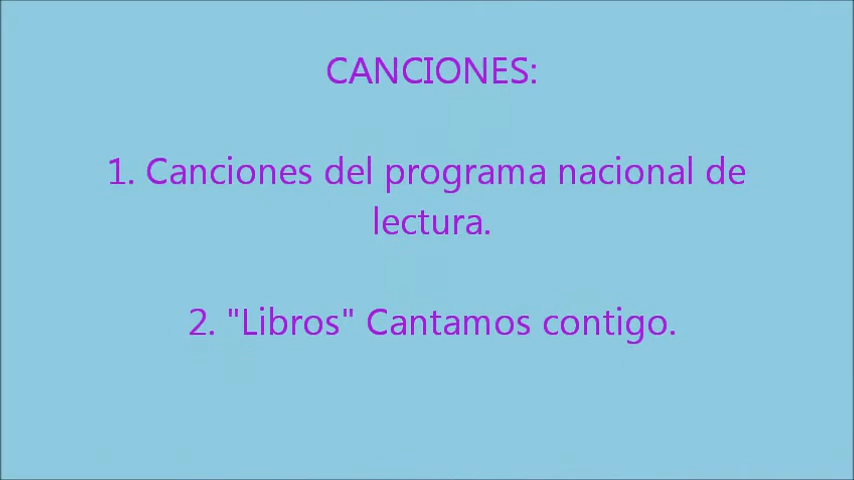 CANCIONES:
1. Canciones del programa nacional de
lectura.
2. "Libros" Cantamos contigo.